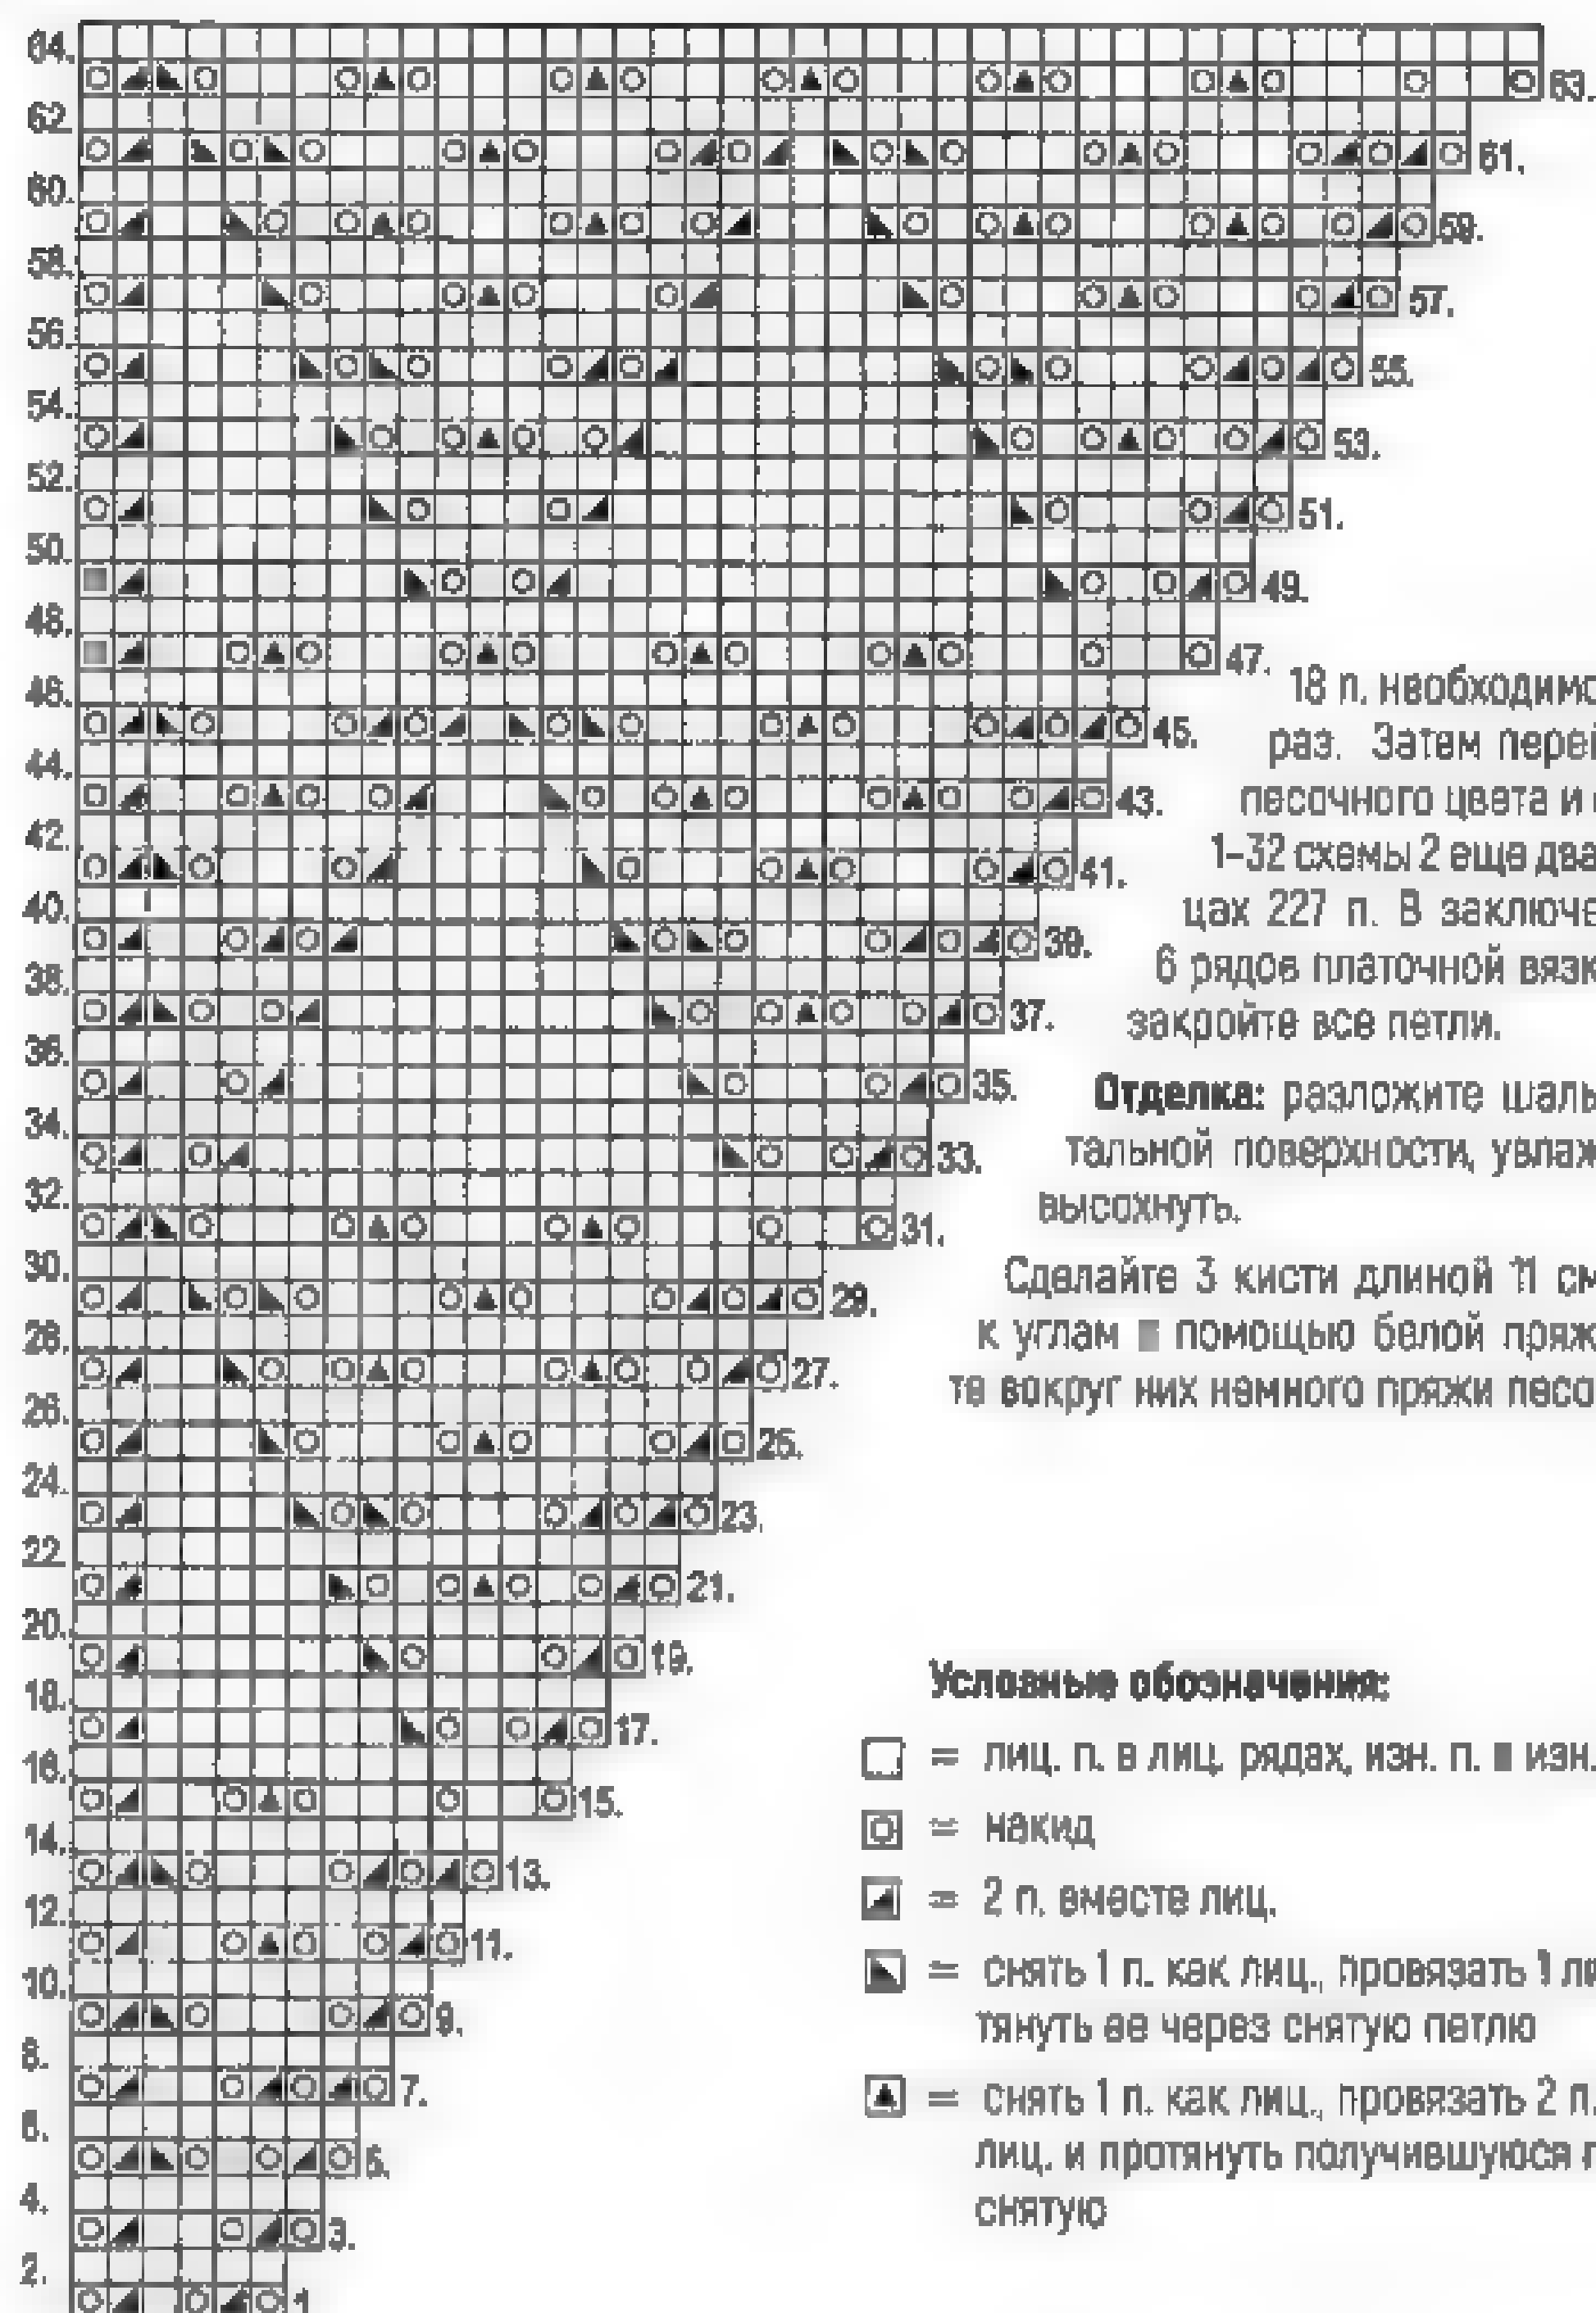 64.
63.
62.
61.
60.
59.
58.
57.
56.
55.
54.
53.
52.
51.
50.
49.
48.
47.
18 п. необходимо
46.
45.
раз. Затем перей
44.
43.
песочного цвета и
42.
41.
1-32 схемы 2 еще два
40.
39.
цах 227 п. В заключе
38.
6 рядов платочной вязк
37.
закройте все петли.
36.
35.
Отделка: разложите шаль
34.
33.
тальной поверхности, увлаж
32.
31.
высохнуть.
30.
29.
Сделайте 3 кисти длиной 11 см
28.
к углам помощью белой пряж
27.
те вокруг них немного пряжи песо
26.
25.
24.
23.
22.
21.
20.
19.
18.
17.
16.
15.
14.
13.
12.
11.
10.
9.
8.
7.
6.
5.
4.
3.
2.
1
Условные обозначения:
= лиц. п. в лиц. рядах, изн. п. изн.
= накид
= 2 п. вместе лиц.
= снять 1 п. как лиц., провязать 1 ли
тянуть ее через снятую петлю
= снять 1 п. как лиц., провязать 2 п.
лиц. и протянуть получившуюся п
снятую